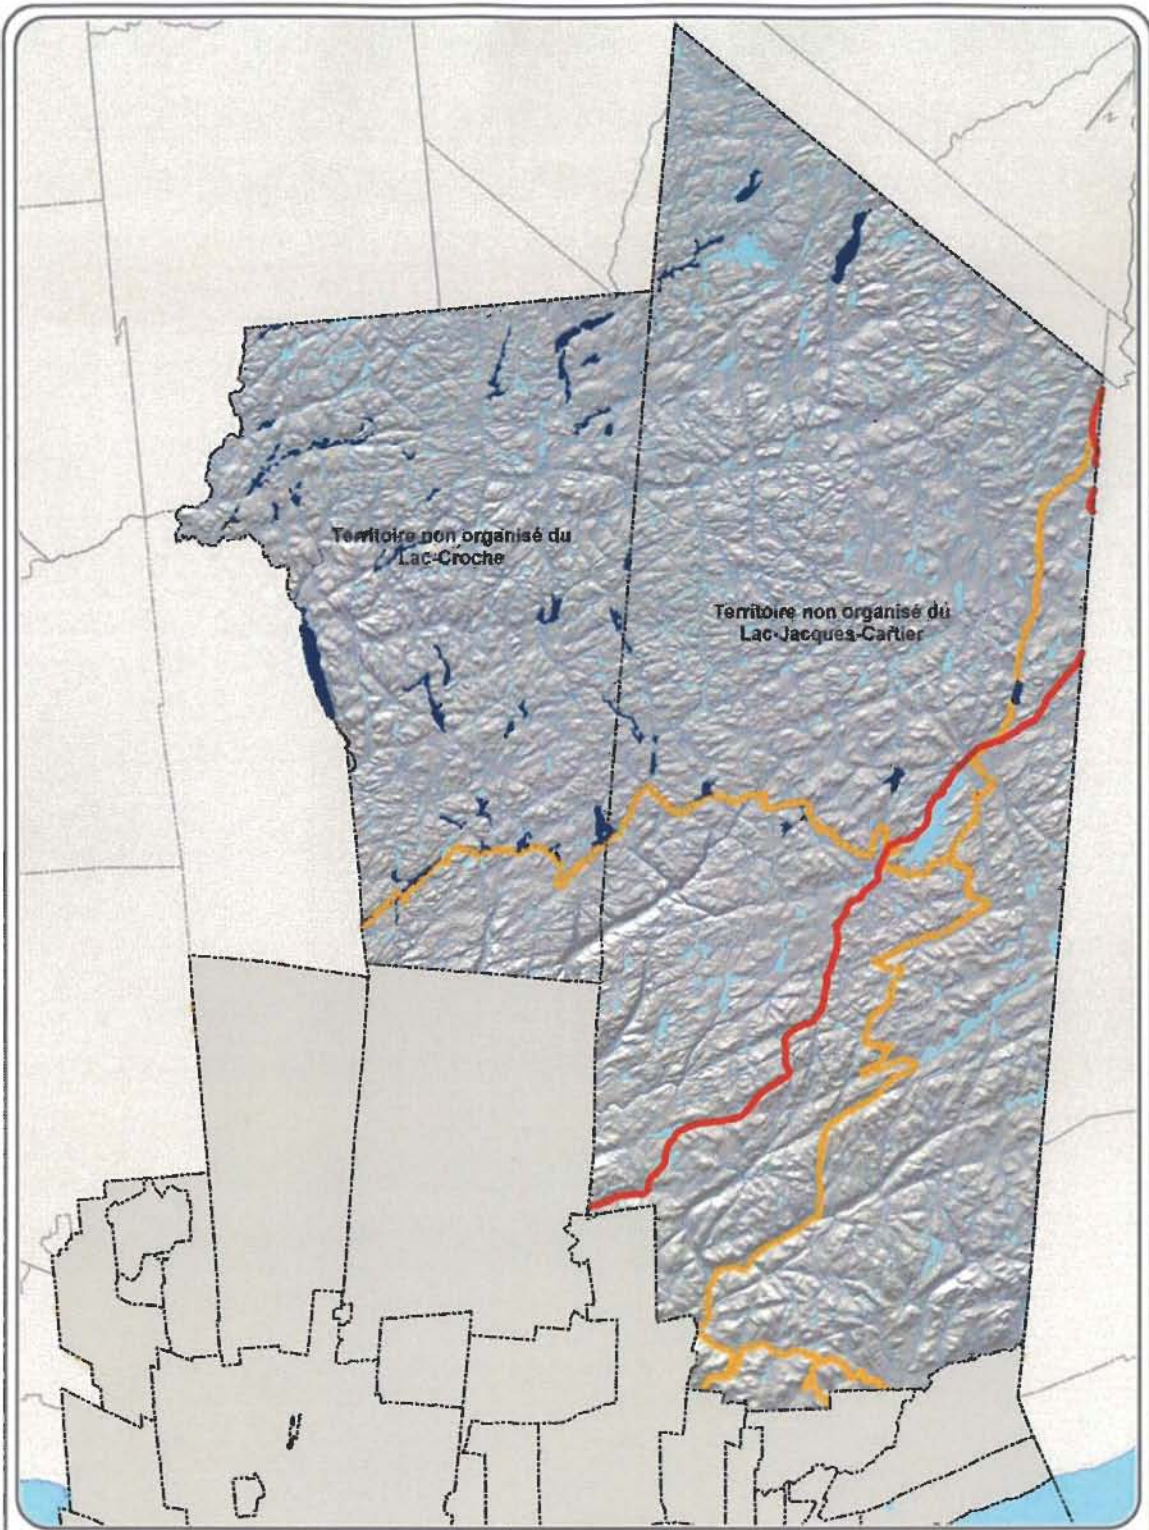 Territoire non organisé du
Lac-Croche
Territoire non organisé du
Lac-Jacques-Cartier